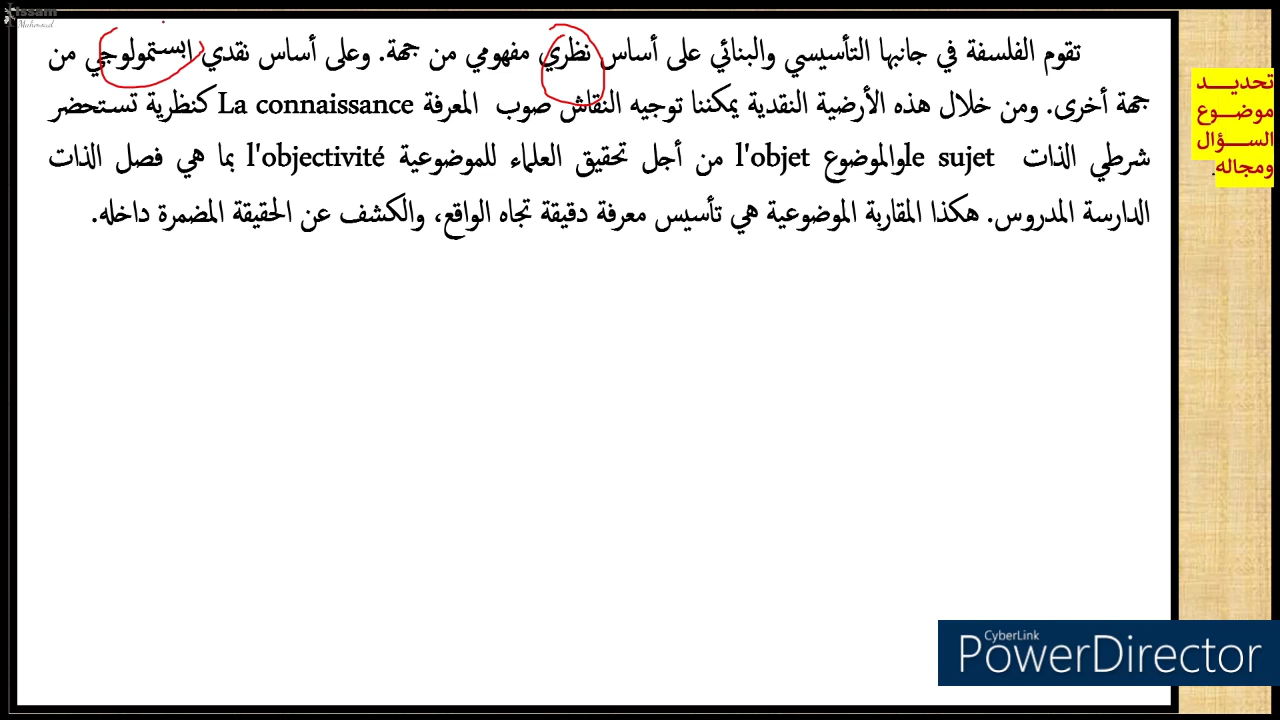 Issam
Mahmoud
تقوم الفلسفة في جانبها التأسيسي والبنائي على أساس نظري مفهومي من جهة. وعلى أساس نقدي ابستمولوجي من
جهة أخرى. ومن خلال هذه الأرضية النقدية يمكننا توجيه النقاش صوب المعرفة La connaissance كنظرية تستحضر
شرطي الذات le sujet والموضوع l'objet من أجل تحقيق العلماء للموضوعية l'objectivité بما هي فصل الذات
الدارسة المدروس. هكذا المقاربة الموضوعية هي تأسيس معرفة دقيقة تجاه الواقع، والكشف عن الحقيقة المضمرة داخله.
تحديد
موضوع
السؤال
ومجاله.
CyberLink
PowerDirector